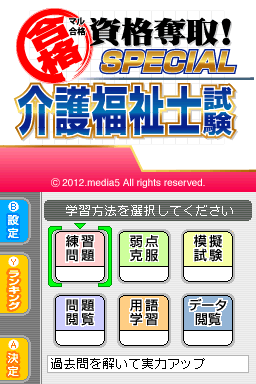 マル合格
合格
資格奪取!
SPECIAL
介護福祉士試験
© 2012.media5 All rights reserved.
学習方法を選択してください
B 設定
Y ランキング
A 決定
練習問題
弱点克服
模擬試験
問題閲覧
用語学習
データ閲覧
過去問を解いて実力アップ